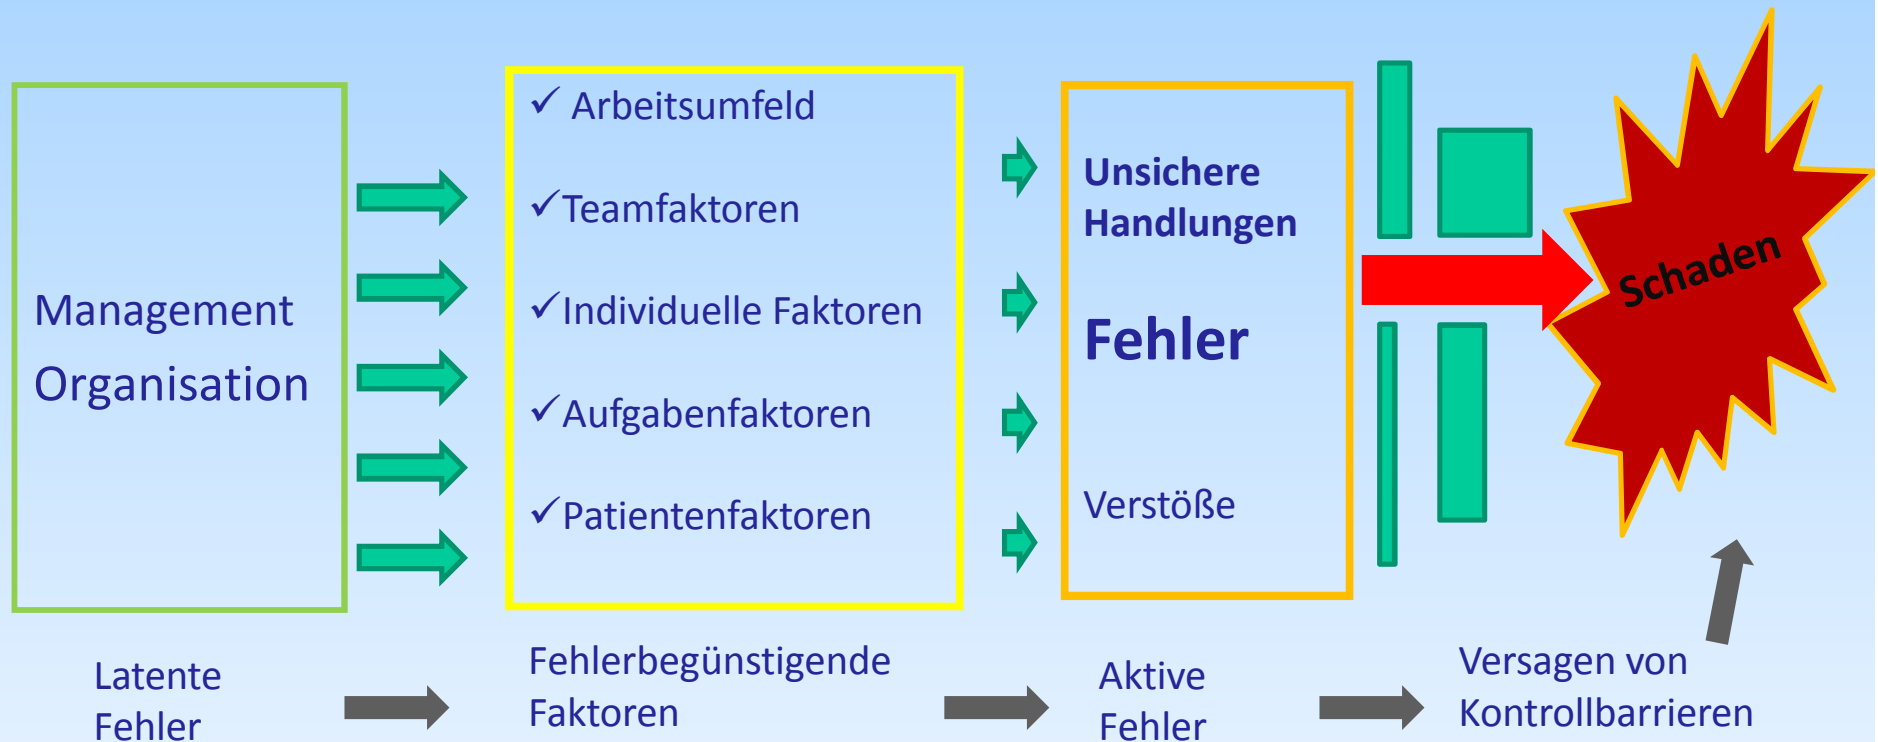 Management
Organisation
✓ Arbeitsumfeld
✓Teamfaktoren
✓Individuelle Faktoren
✓Aufgabenfaktoren
✓Patientenfaktoren
Unsichere
Handlungen
Fehler
Verstöße
Schaden
Latente
Fehler
Fehlerbegünstigende
Faktoren
Aktive
Fehler
Versagen von
Kontrollbarrieren